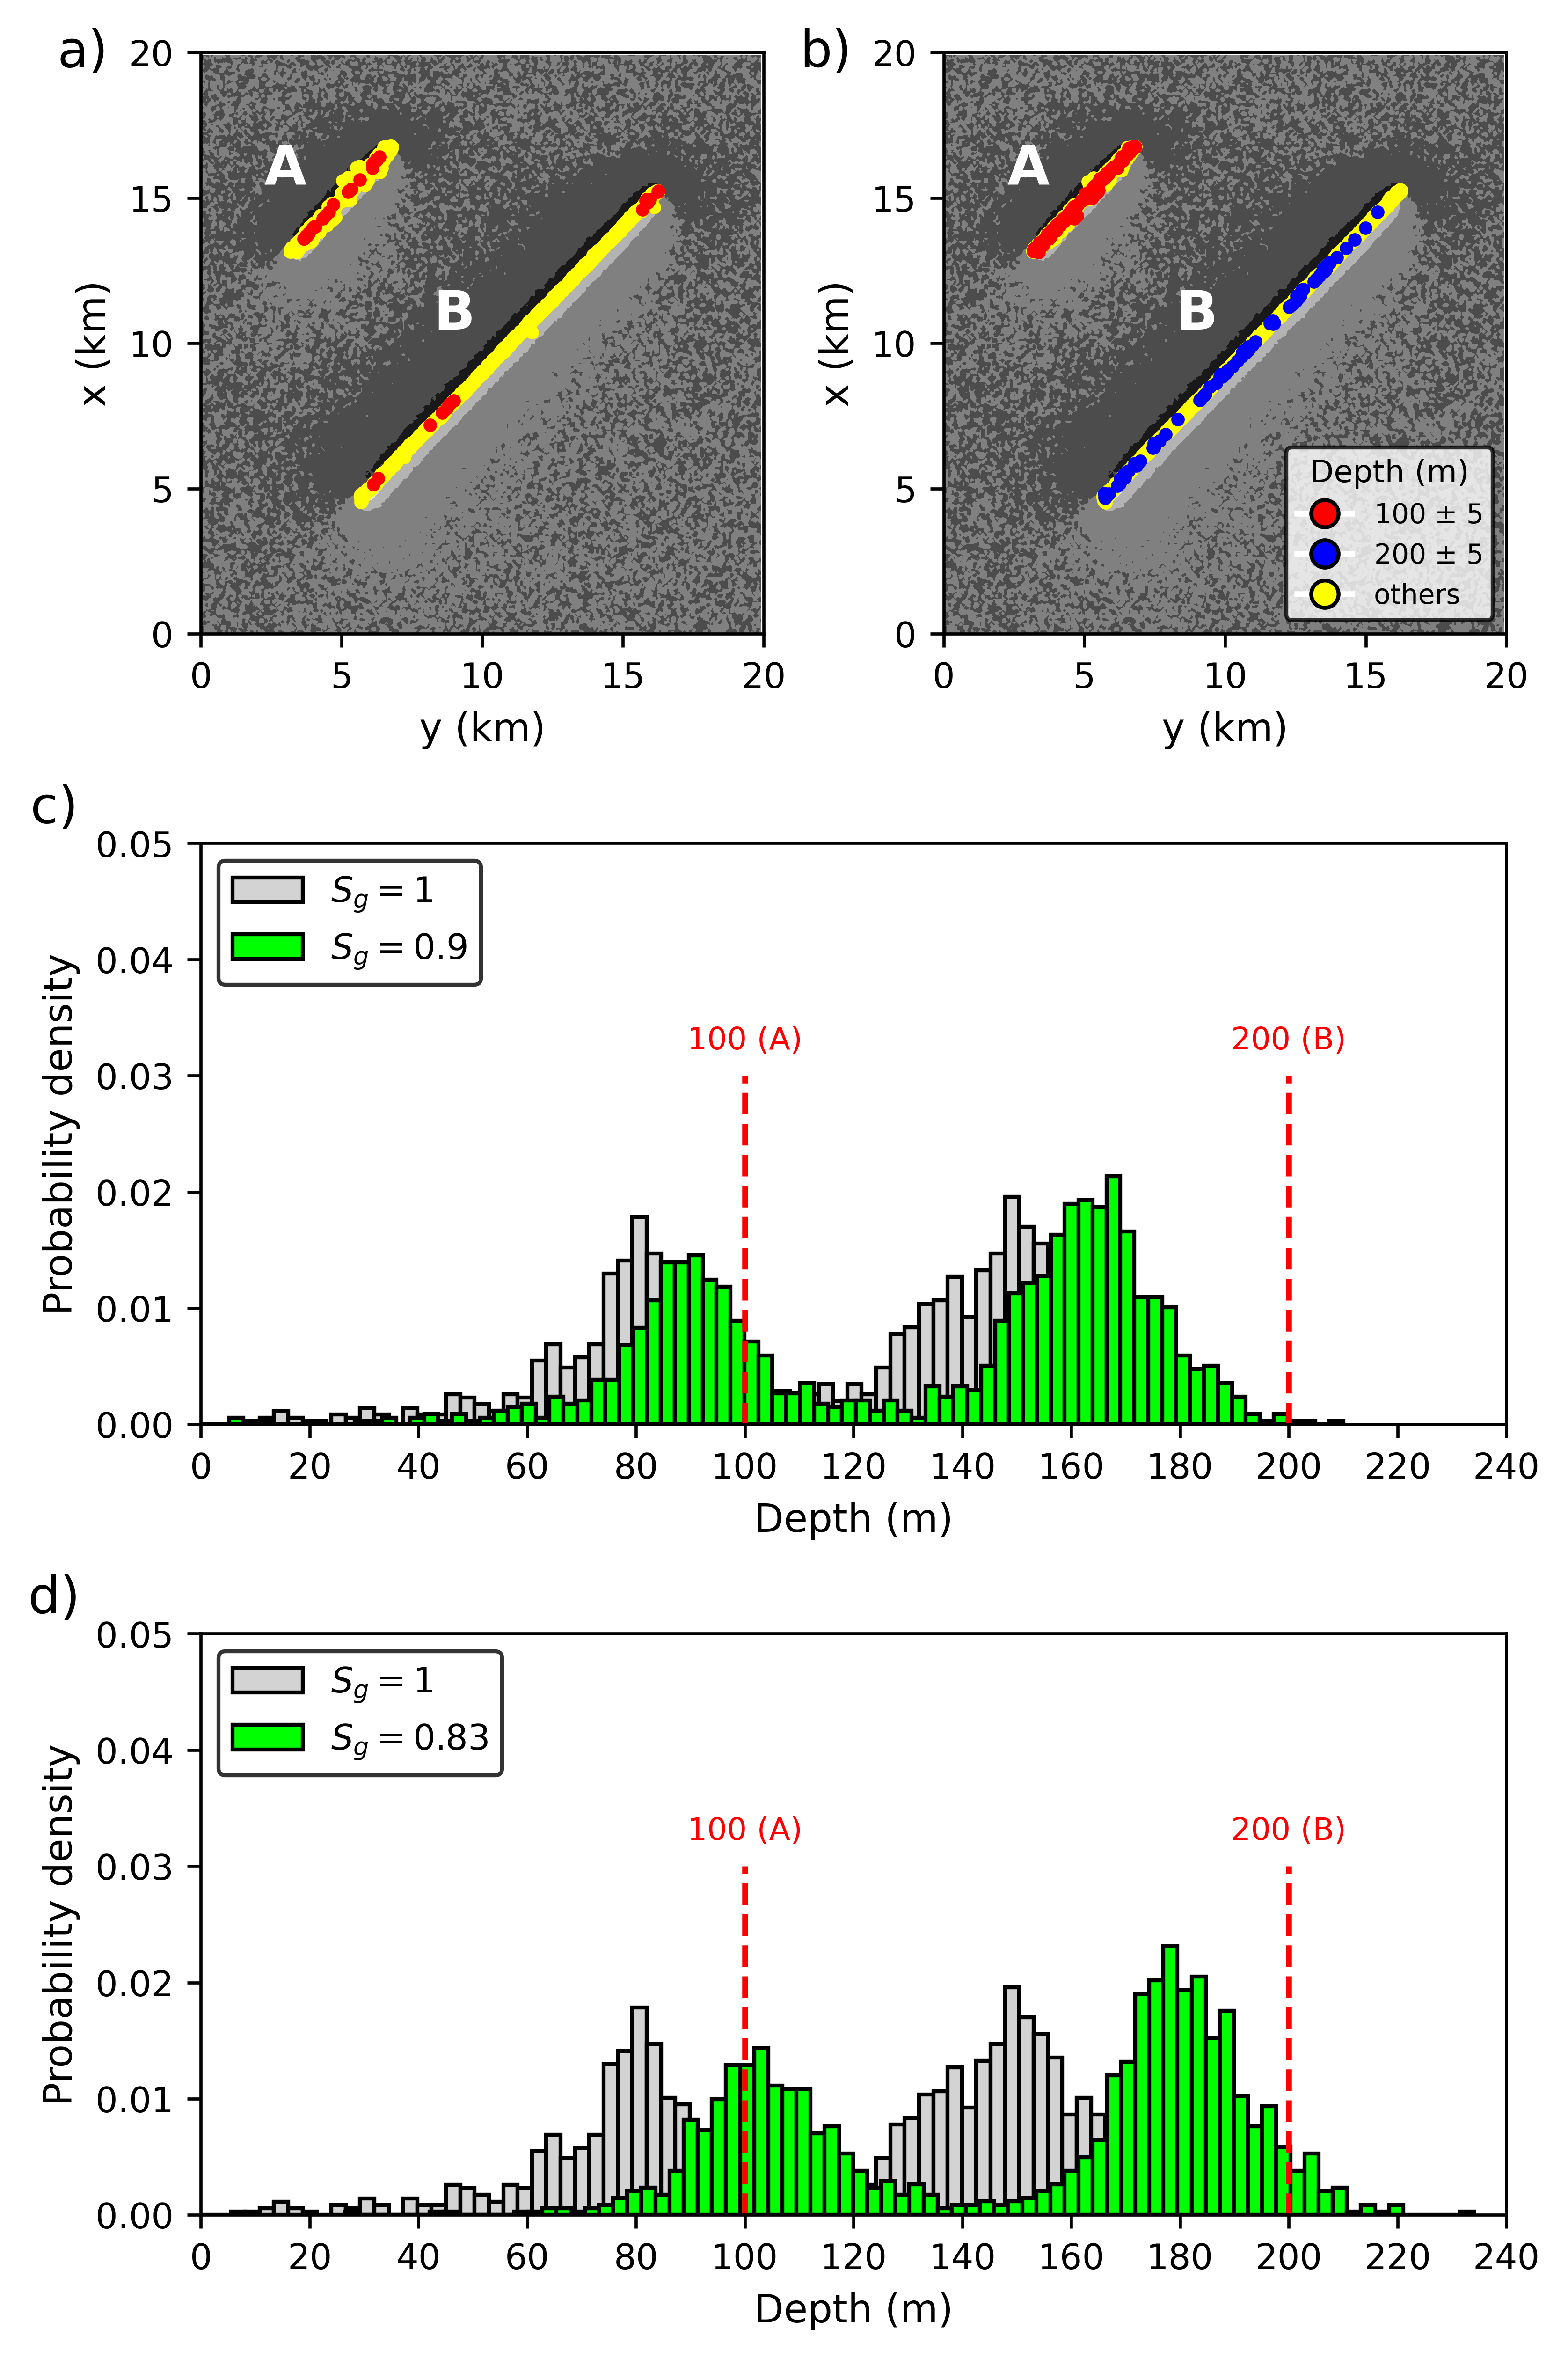 a)
20
15
10
5
0
x (km)
A
B
0 5 10 15 20
y (km)
b)
20
15
10
5
0
x (km)
A
B
Depth (m)
100 ± 5
200 ± 5
others
0 5 10 15 20
y (km)
c)
0.05
0.04
0.03
0.02
0.01
0.00
Probability density
S_g = 1
S_g = 0.9
100 (A)
200 (B)
0 20 40 60 80 100 120 140 160 180 200 220 240
Depth (m)
d)
0.05
0.04
0.03
0.02
0.01
0.00
Probability density
S_g = 1
S_g = 0.83
100 (A)
200 (B)
0 20 40 60 80 100 120 140 160 180 200 220 240
Depth (m)